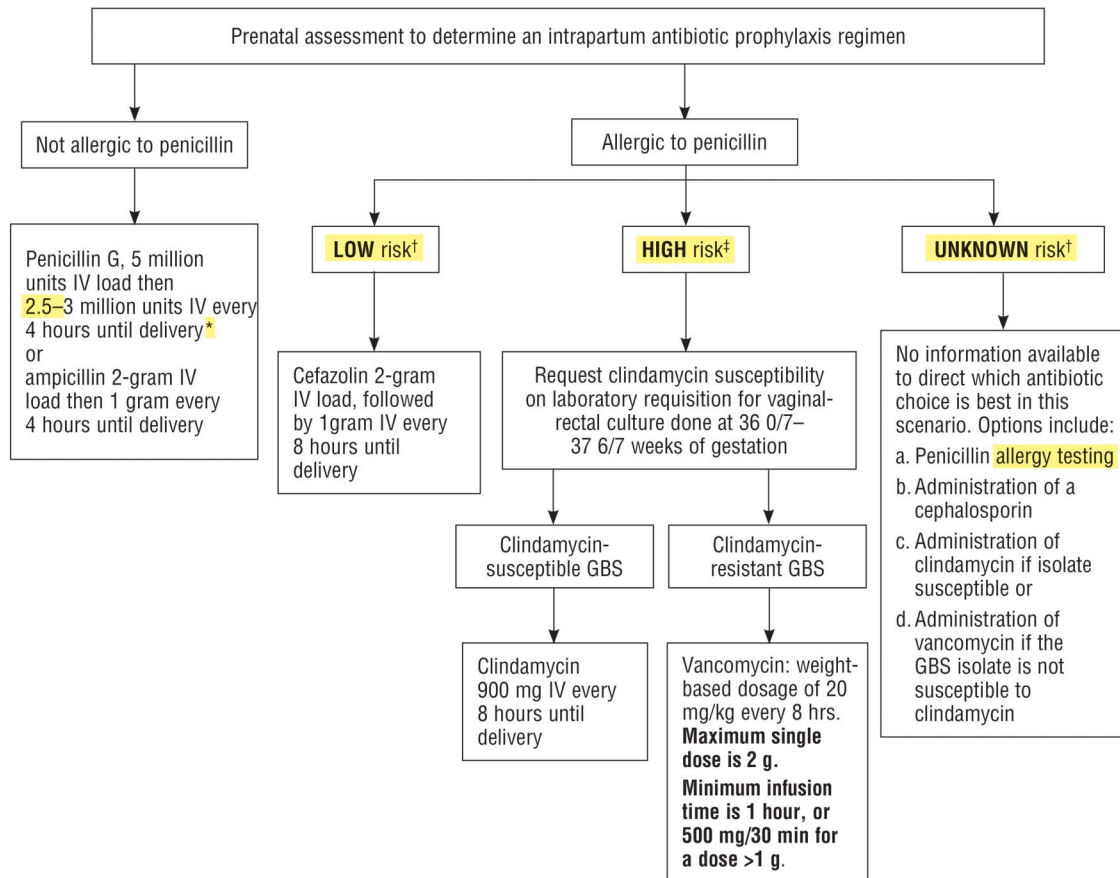 Prenatal assessment to determine an intrapartum antibiotic prophylaxis regimen
Not allergic to penicillin
Allergic to penicillin
Penicillin G, 5 million
units IV load then
2.5–3 million units IV every
4 hours until delivery*
or
ampicillin 2-gram IV
load then 1 gram every
4 hours until delivery
LOW risk†
HIGH risk‡
UNKNOWN risk†
Cefazolin 2-gram
IV load, followed
by 1gram IV every
8 hours until
delivery
Request clindamycin susceptibility
on laboratory requisition for vaginal-
rectal culture done at 36 0/7–
37 6/7 weeks of gestation
No information available
to direct which antibiotic
choice is best in this
scenario. Options include:
a. Penicillin allergy testing
b. Administration of a
cephalosporin
c. Administration of
clindamycin if isolate
susceptible or
d. Administration of
vancomycin if the
GBS isolate is not
susceptible to
clindamycin
Clindamycin-
susceptible GBS
Clindamycin-
resistant GBS
Clindamycin
900 mg IV every
8 hours until
delivery
Vancomycin: weight-
based dosage of 20
mg/kg every 8 hrs.
Maximum single
dose is 2 g.
Minimum infusion
time is 1 hour, or
500 mg/30 min for
a dose >1 g.